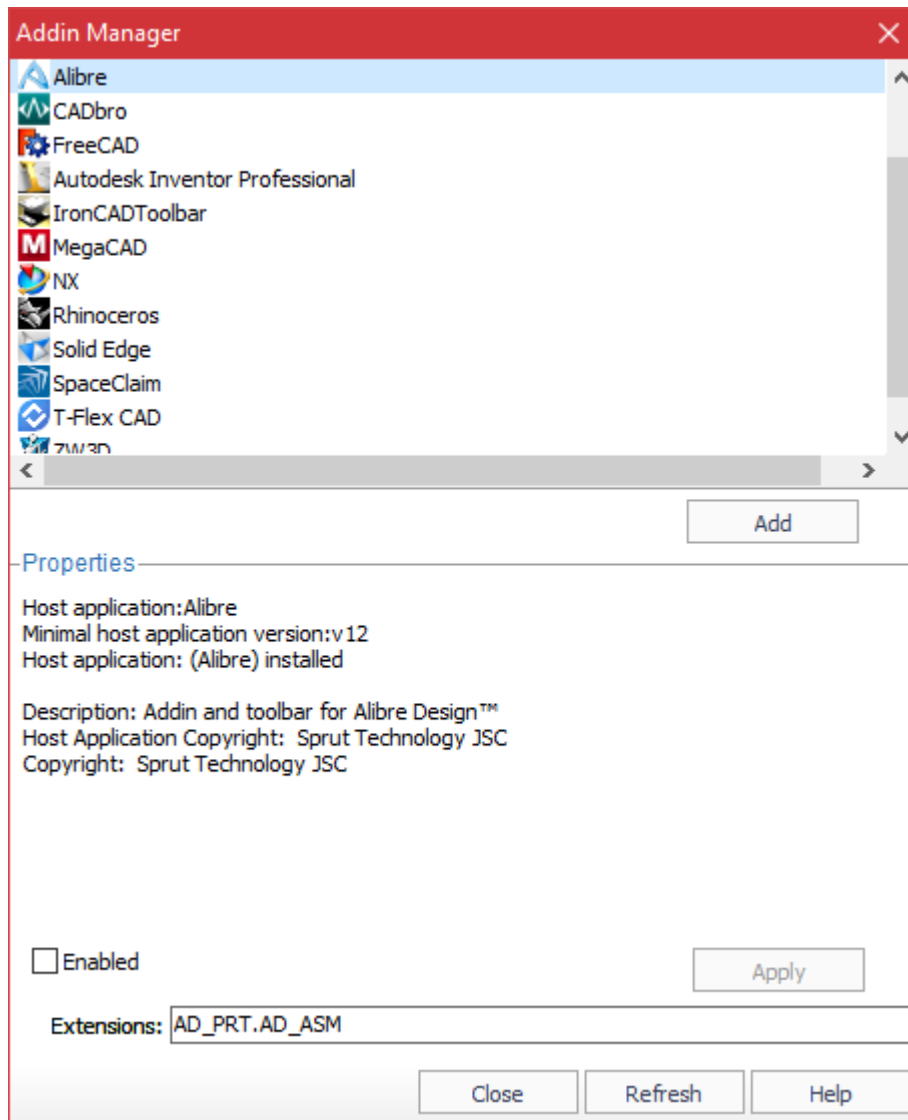 Addin Manager
Alibre
CADbro
FreeCAD
Autodesk Inventor Professional
IronCADToolbar
MegaCAD
NX
Rhinoceros
Solid Edge
SpaceClaim
T-Flex CAD
ZW3D
Add
Properties
Host application:Alibre
Minimal host application version:v12
Host application: (Alibre) installed
Description: Addin and toolbar for Alibre Design™
Host Application Copyright:  Sprut Technology JSC
Copyright:  Sprut Technology JSC
Enabled
Apply
Extensions: AD_PRT.AD_ASM
Close Refresh Help